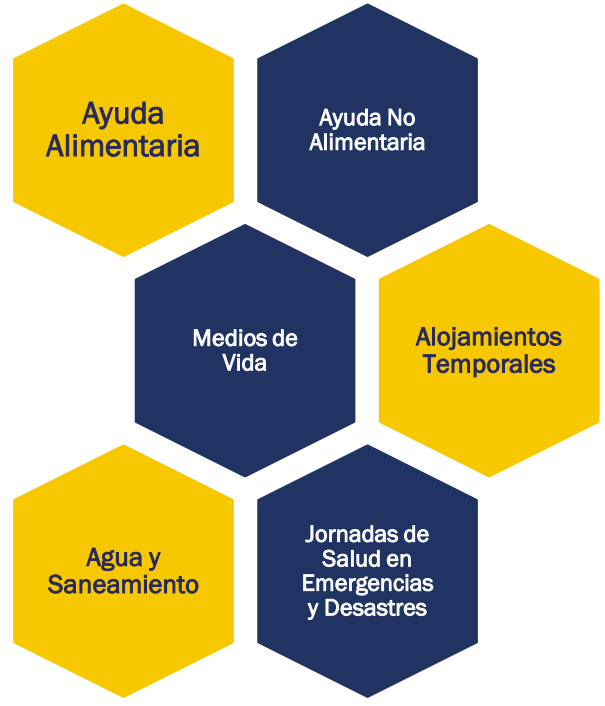 Ayuda
Alimentaria
Ayuda No
Alimentaria
Medios de
Vida
Alojamientos
Temporales
Agua y
Saneamiento
Jornadas de
Salud en
Emergencias
y Desastres